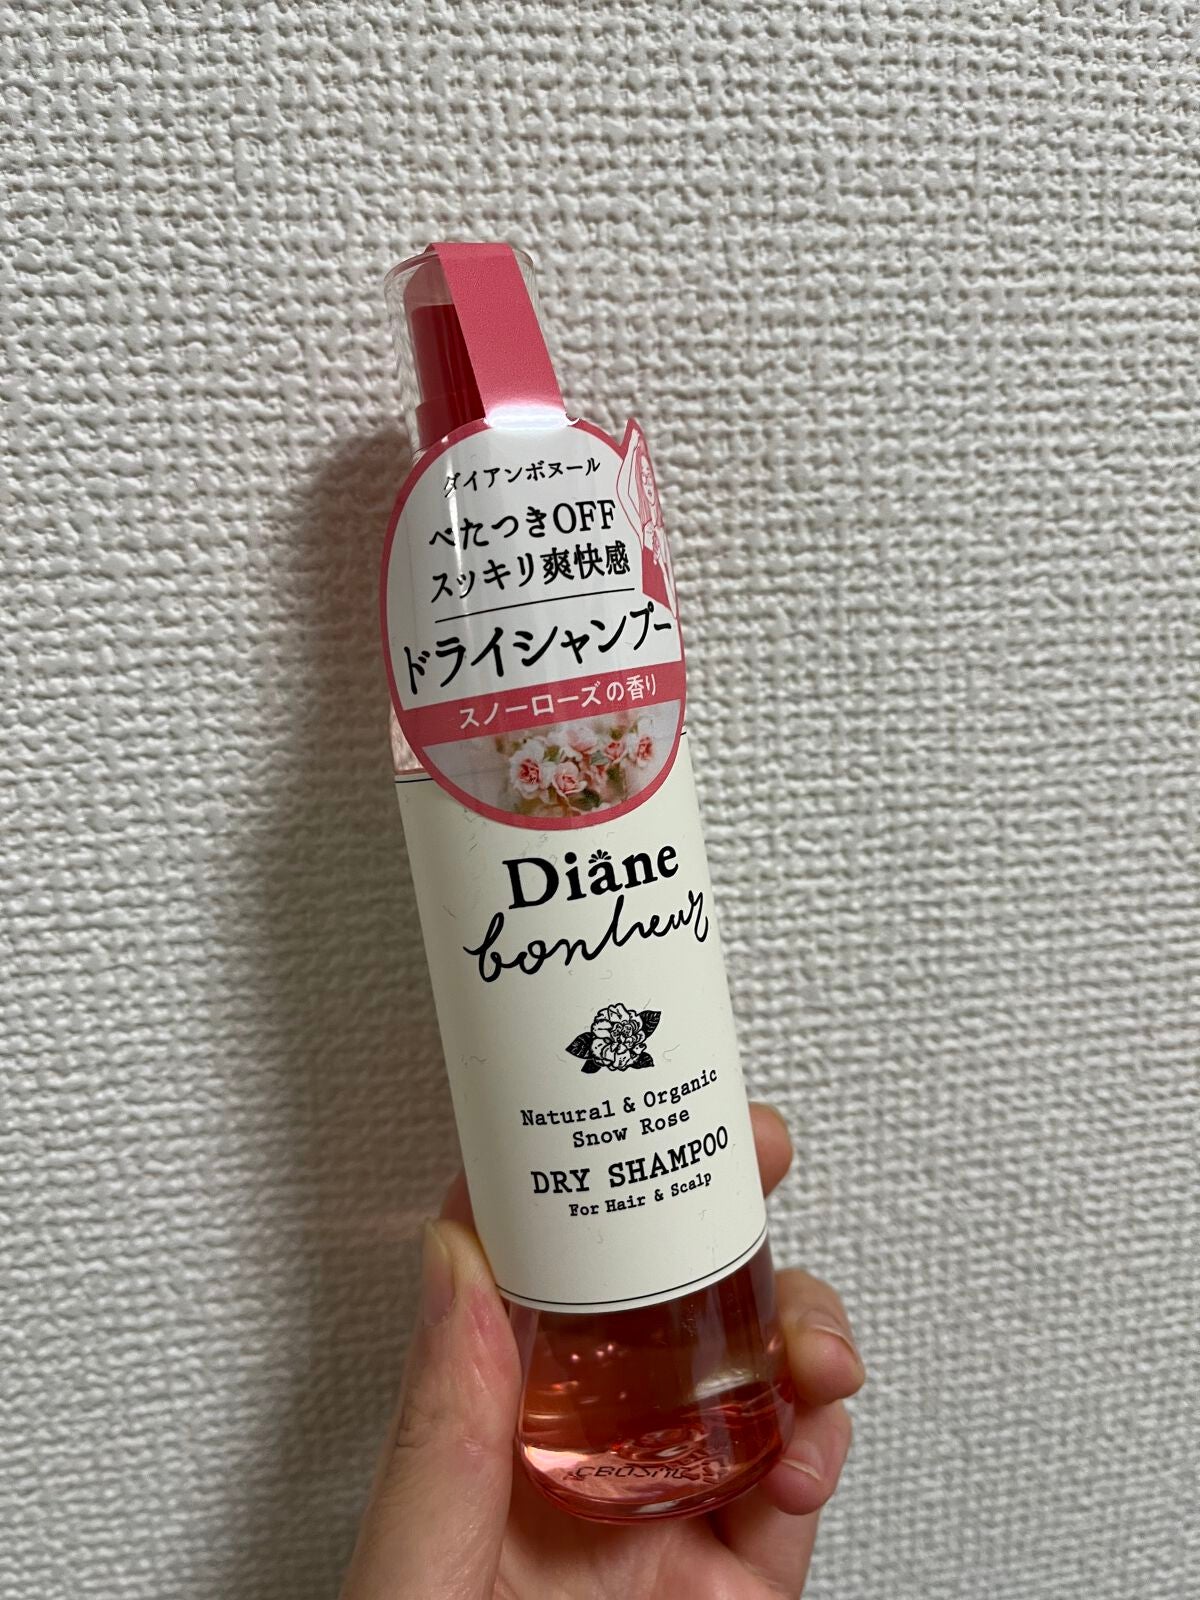 ダイアンボヌール
べたつきOFF
スッキリ爽快感
ドライシャンプー
スノーローズの香り
Diane
bonheur
Natural & Organic
Snow Rose
DRY SHAMPOO
For Hair & Scalp